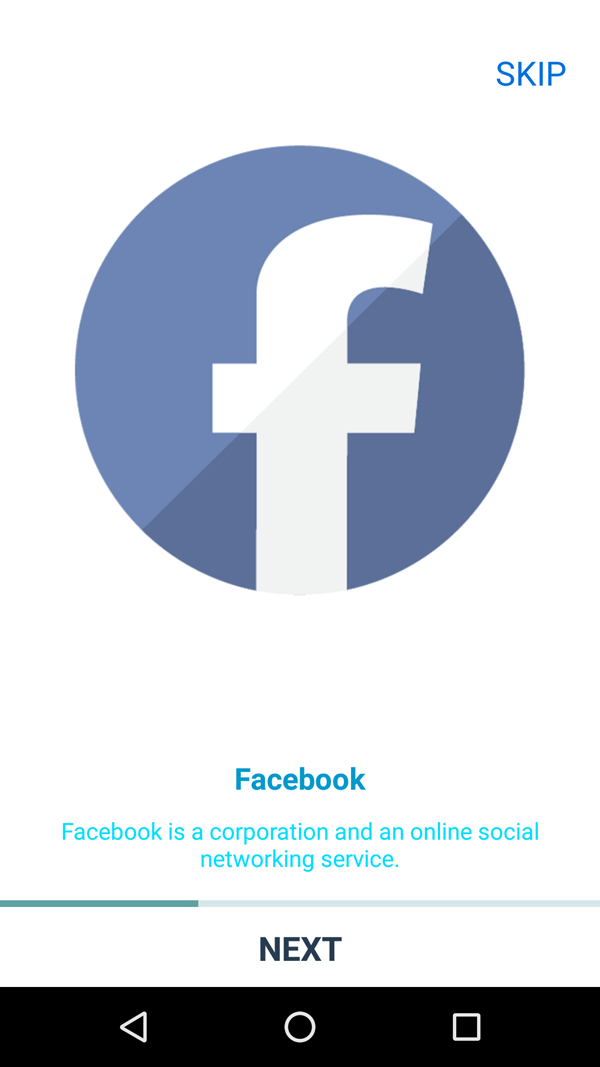 SKIP
f
Facebook
Facebook is a corporation and an online social
networking service.
NEXT